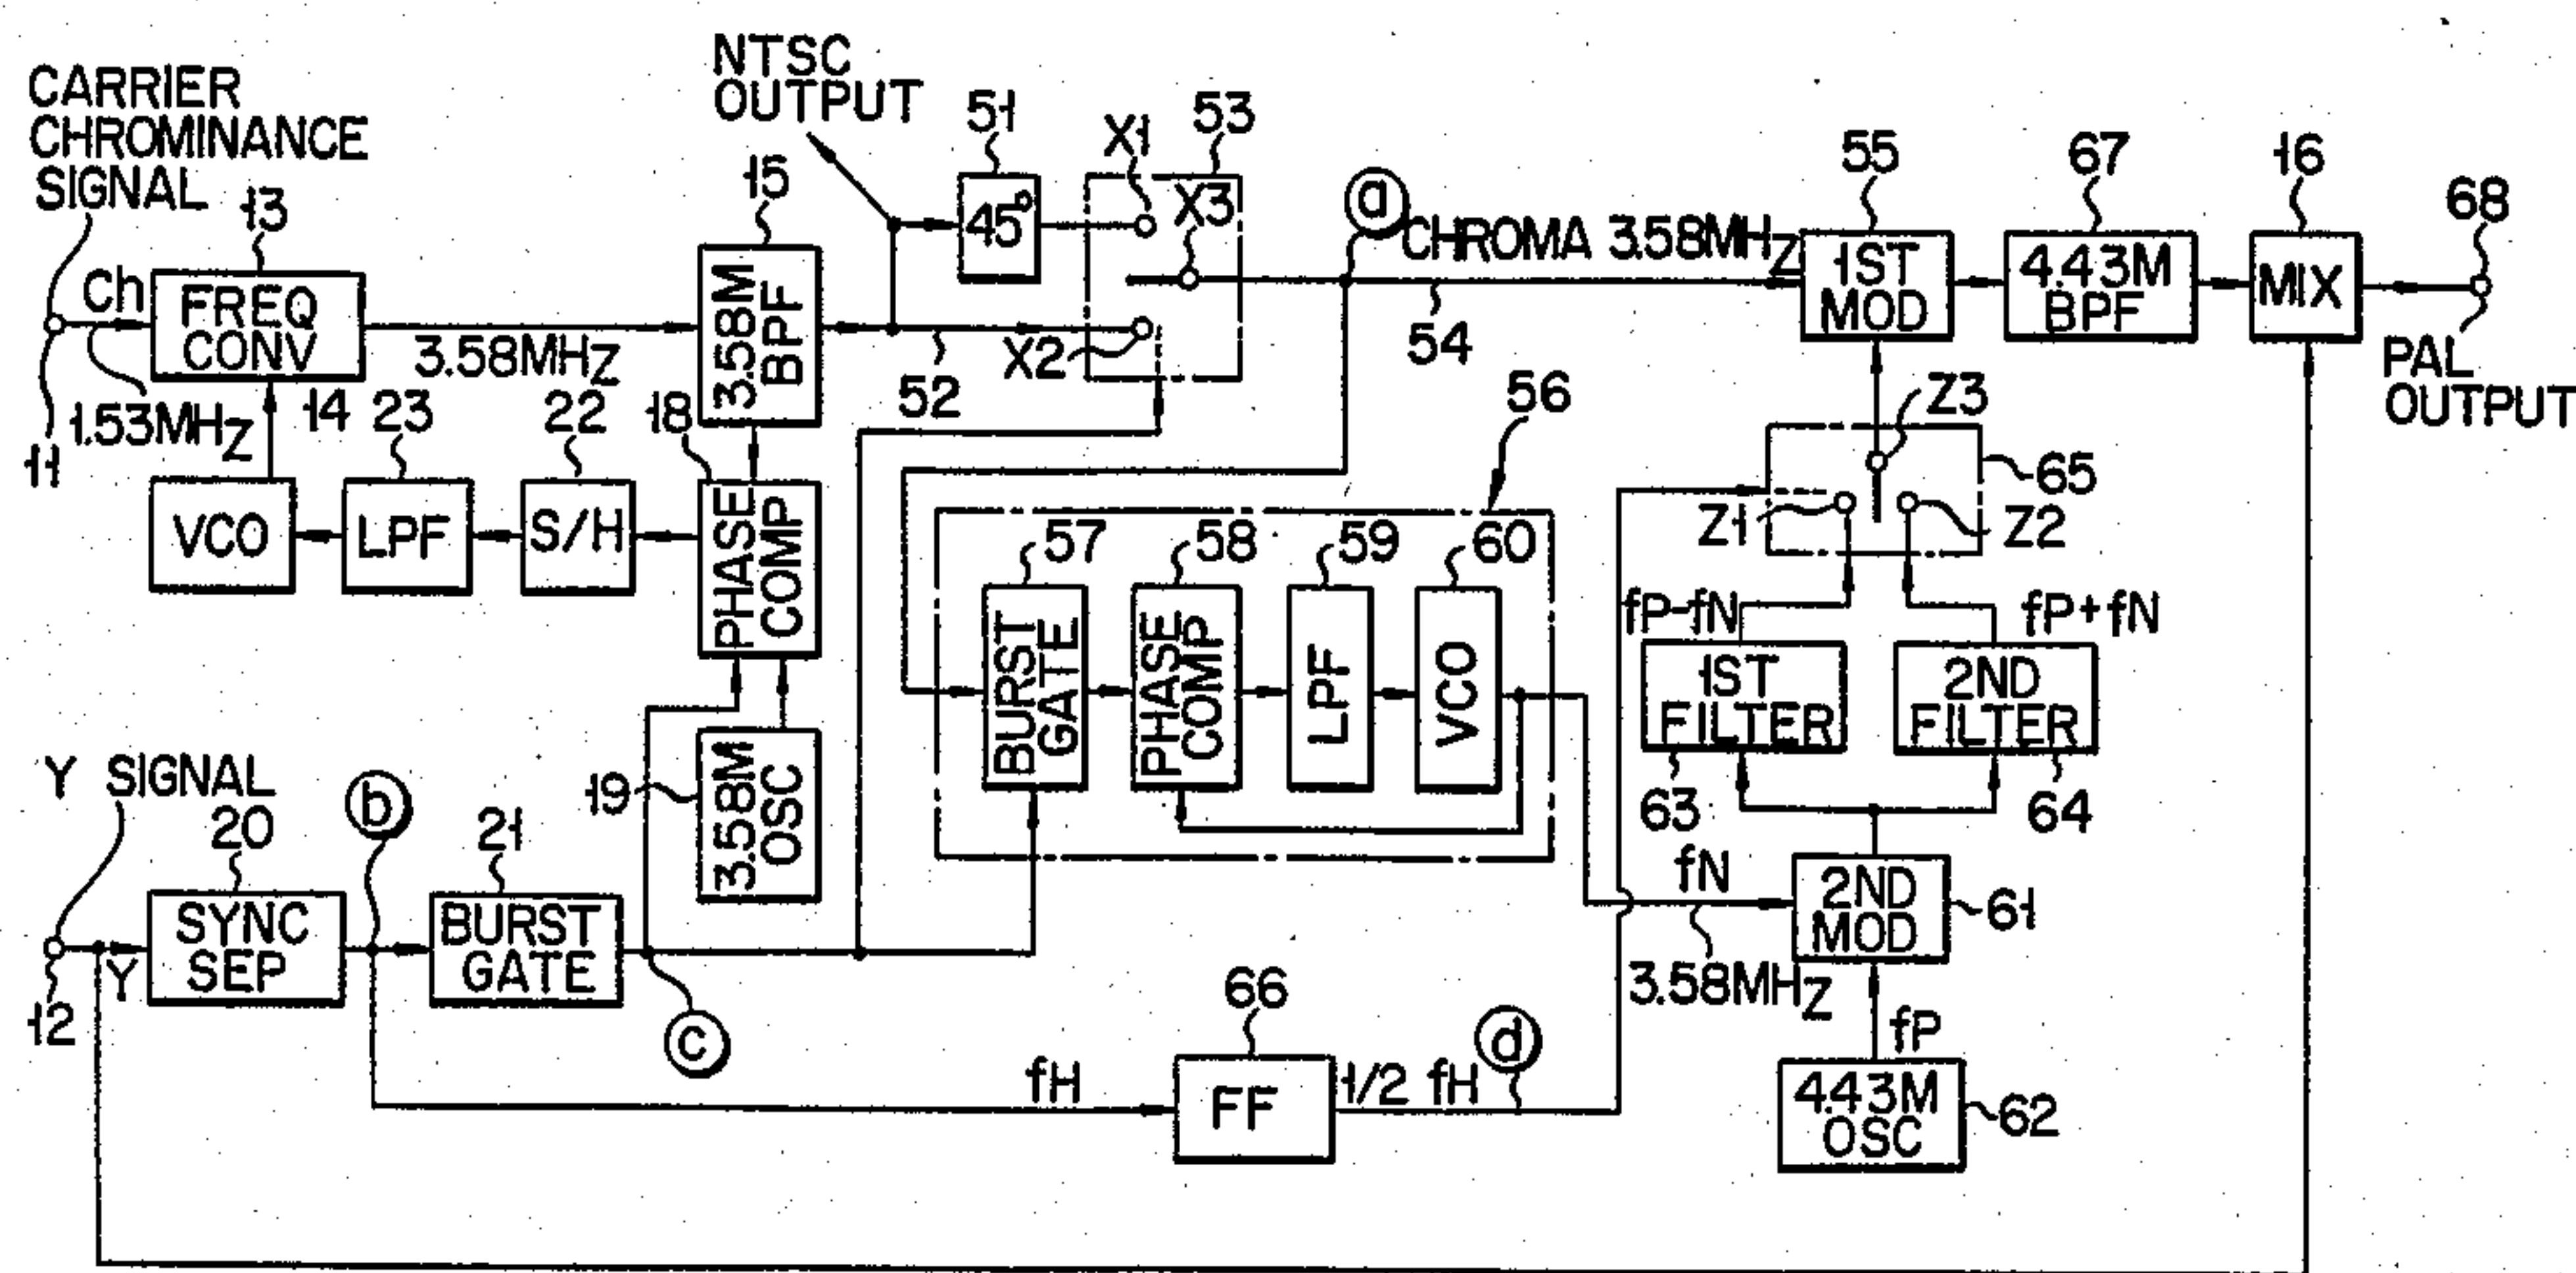 CARRIER
CHROMINANCE
SIGNAL
NTSC
OUTPUT
51
X1
53
15
X3
ⓐ
CHROMA 3.58MHZ
55
67
16
68
13
Ch
FREQ
CONV
3.58MHZ
3.58M
BPF
45°
X2
52
54
1ST
MOD
4.43M
BPF
MIX
PAL
OUTPUT
11
1.53MHZ
14
23
22
18
56
Z3
65
Z1
Z2
VCO
LPF
S/H
PHASE
COMP
57
58
59
60
BURST
GATE
PHASE
COMP
LPF
VCO
fP-fN
fP+fN
1ST
FILTER
2ND
FILTER
63
64
Y SIGNAL
20
ⓑ
21
19
3.58M
OSC
fN
2ND
MOD
61
12
Y
SYNC
SEP
BURST
GATE
3.58MHZ
ⓒ
66
fH
FF
1/2 fH
ⓓ
fP
4.43M
OSC
62